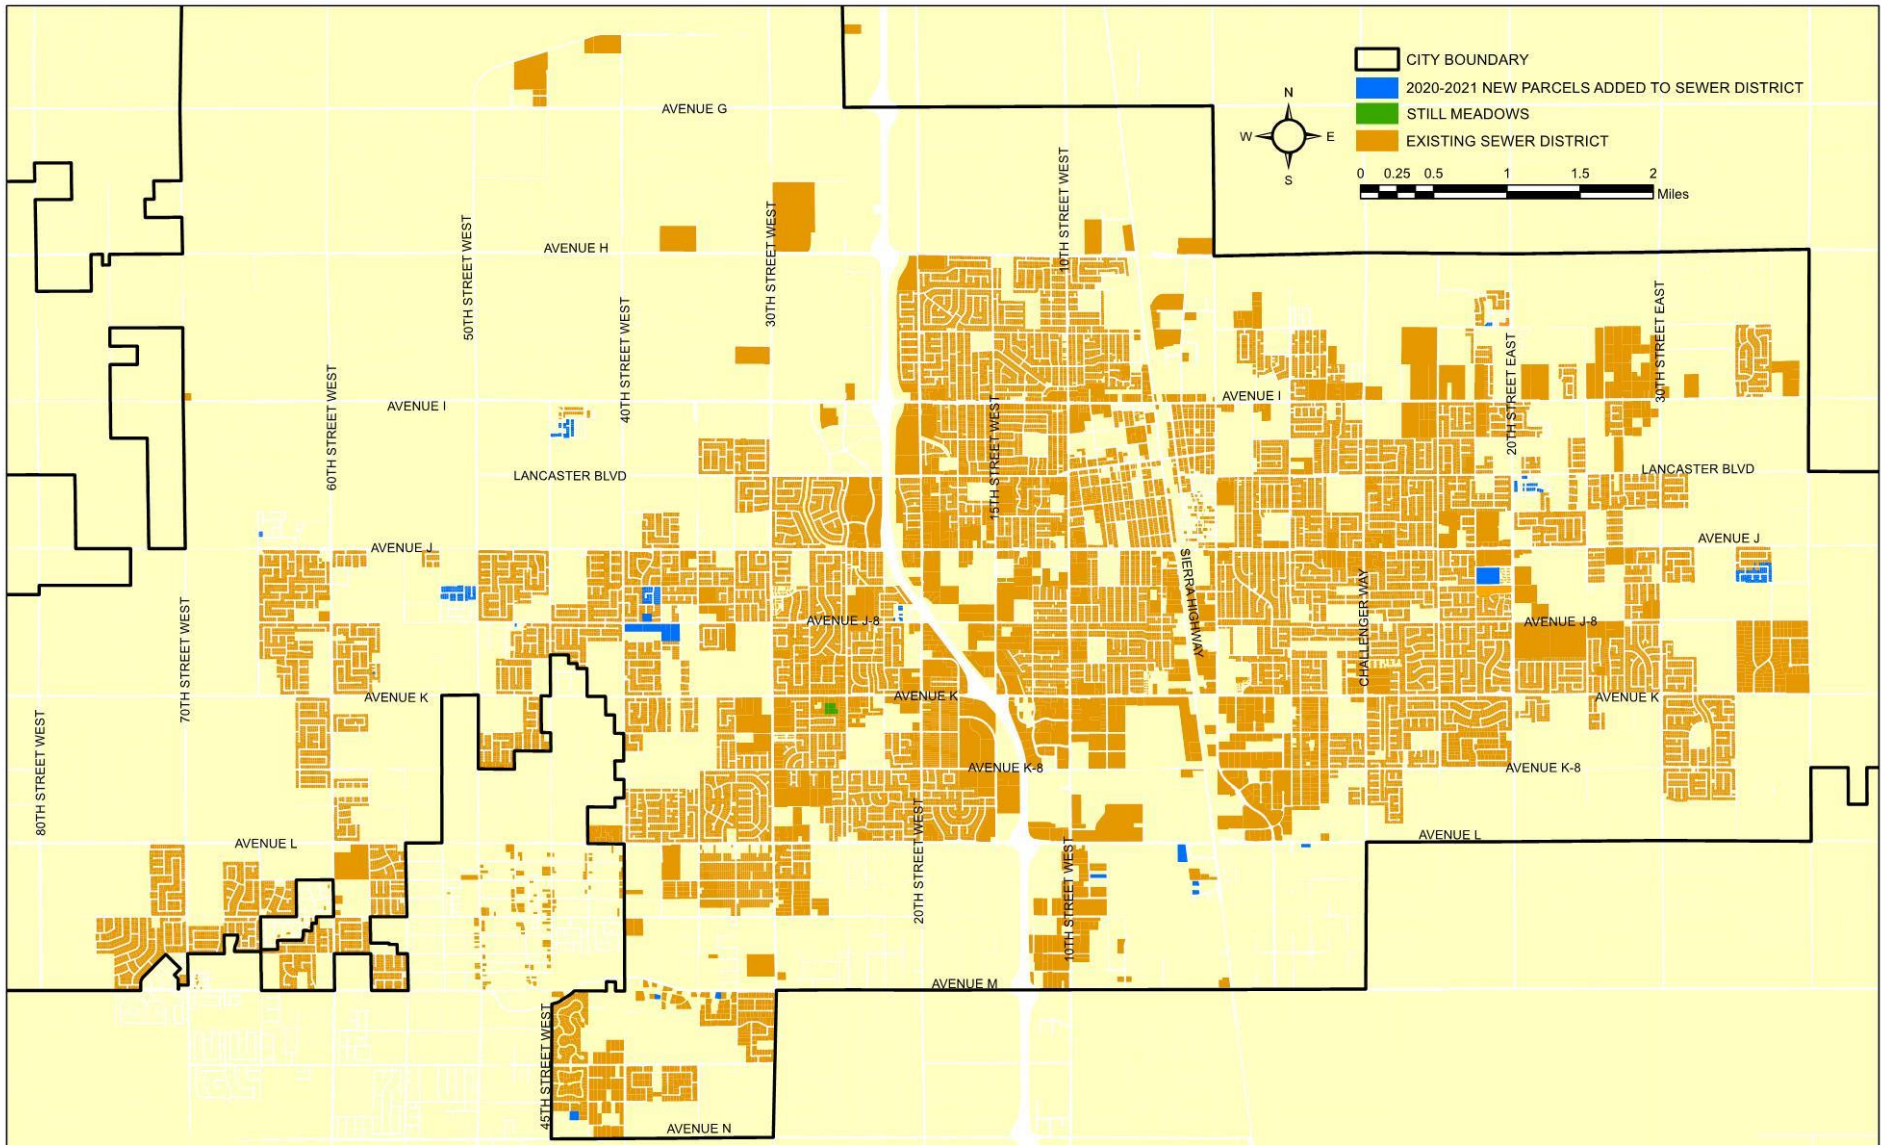 CITY BOUNDARY
2020-2021 NEW PARCELS ADDED TO SEWER DISTRICT
STILL MEADOWS
EXISTING SEWER DISTRICT
N
W
E
S
0 0.25 0.5 1 1.5 2
Miles
AVENUE G
10TH STREET WEST
50TH STREET WEST
30TH STREET WEST
AVENUE H
40TH STREET WEST
30TH STREET EAST
20TH STREET EAST
60TH STREET WEST
AVENUE I
AVENUE I
15TH STREET WEST
LANCASTER BLVD
LANCASTER BLVD
AVENUE J
AVENUE J
SIERRA HIGHWAY
CHALLENGER WAY
70TH STREET WEST
AVENUE J-8
AVENUE J-8
AVENUE K
AVENUE K
AVENUE K
80TH STREET WEST
AVENUE K-8
AVENUE K-8
20TH STREET WEST
AVENUE L
AVENUE L
10TH STREET WEST
AVENUE M
45TH STREET WEST
AVENUE N